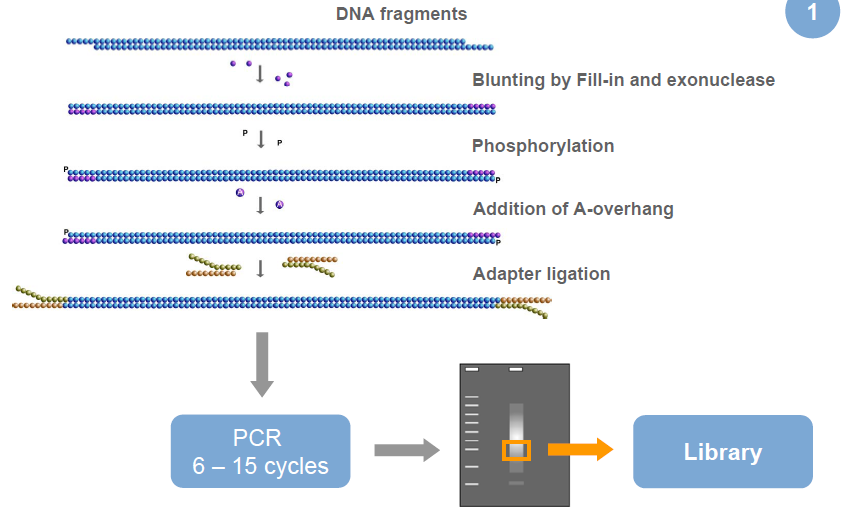 DNA fragments
1
Blunting by Fill-in and exonuclease
P
P
Phosphorylation
P
P
A
A
Addition of A-overhang
P
P
Adapter ligation
PCR
6 – 15 cycles
Library